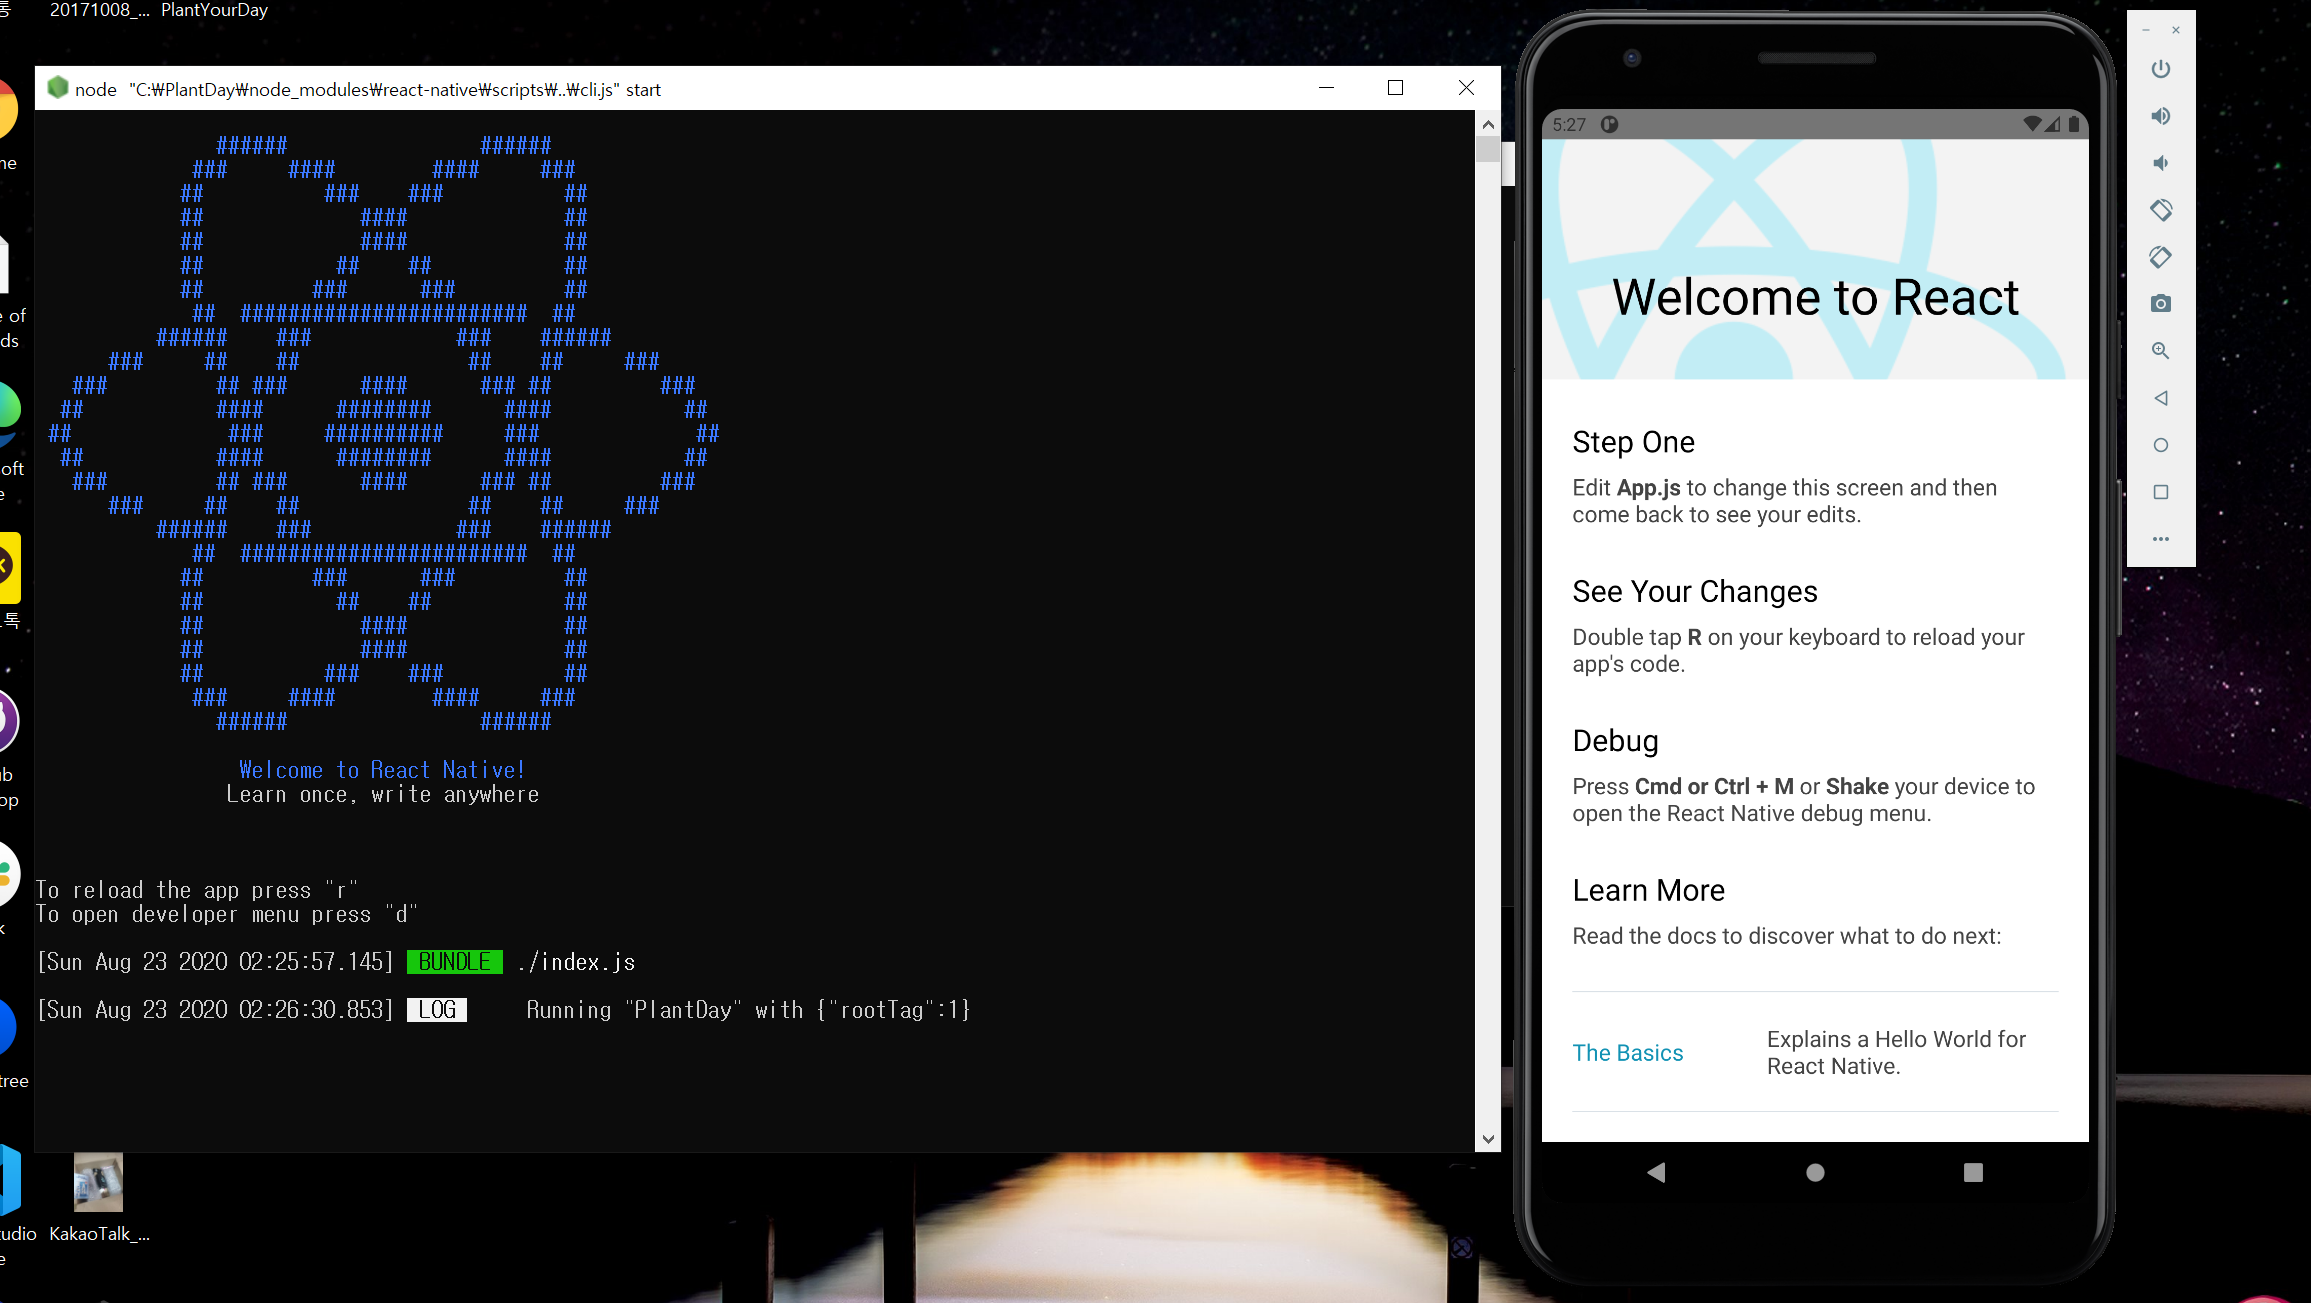 20171008_... PlantYourDay
node "C:₩PlantDay₩node_modules₩react-native₩scripts₩..₩cli.js" start
Welcome to React Native!
Learn once, write anywhere
To reload the app press "r"
To open developer menu press "d"
[Sun Aug 23 2020 02:25:57.145] BUNDLE ./index.js
[Sun Aug 23 2020 02:26:30.853] LOG Running "PlantDay" with {"rootTag":1}
KakaoTalk_...
5:27
Welcome to React
Step One
Edit App.js to change this screen and then
come back to see your edits.
See Your Changes
Double tap R on your keyboard to reload your
app's code.
Debug
Press Cmd or Ctrl + M or Shake your device to
open the React Native debug menu.
Learn More
Read the docs to discover what to do next:
The Basics
Explains a Hello World for
React Native.